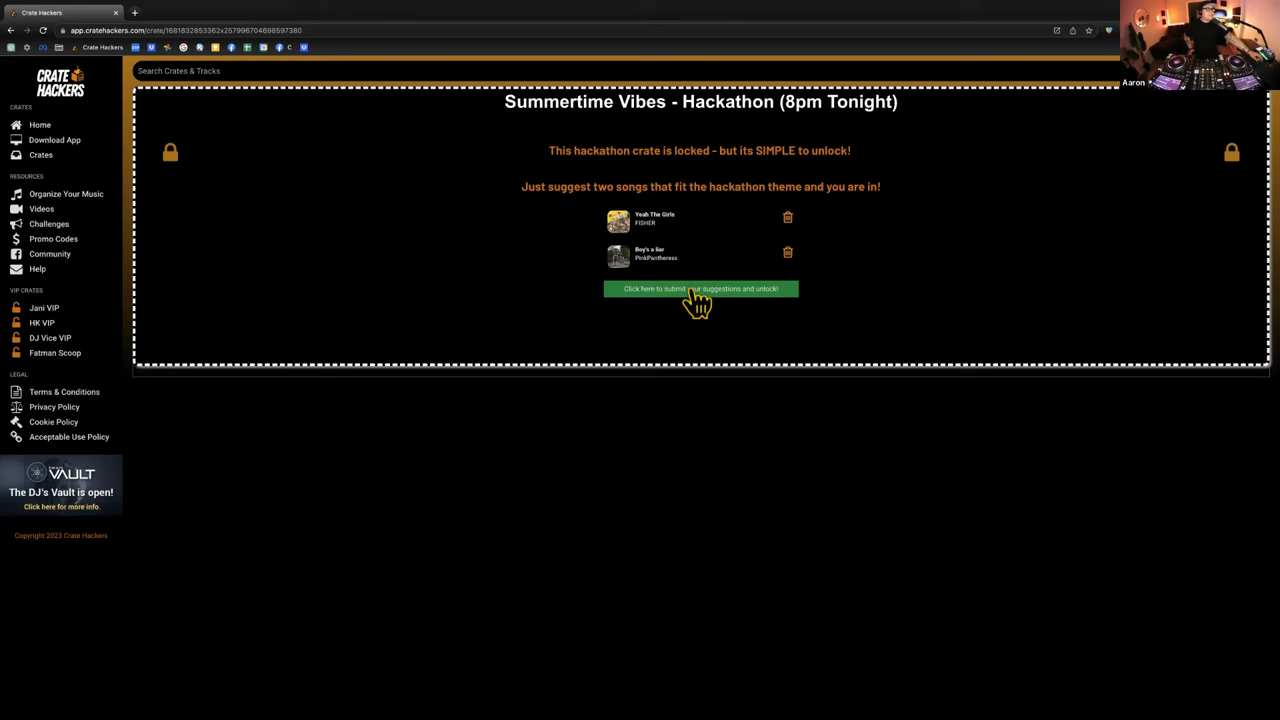 Crate Hackers
app.cratehackers.com/crate/1681832853362x257996704698597380
Crate Hackers
CRATE
HACKERS
Search Crates & Tracks
CRATES
Home
Download App
Crates
RESOURCES
Organize Your Music
Videos
Challenges
Promo Codes
Community
Help
VIP CRATES
Jani VIP
HK VIP
DJ Vice VIP
Fatman Scoop
LEGAL
Terms & Conditions
Privacy Policy
Cookie Policy
Acceptable Use Policy
VAULT
The DJ's Vault is open!
Click here for more info.
Copyright 2023 Crate Hackers
Summertime Vibes - Hackathon (8pm Tonight)
This hackathon crate is locked - but its SIMPLE to unlock!
Just suggest two songs that fit the hackathon theme and you are in!
Yeah The Girls
FISHER
Boy's a liar
PinkPantheress
Click here to submit your suggestions and unlock!
Aaron